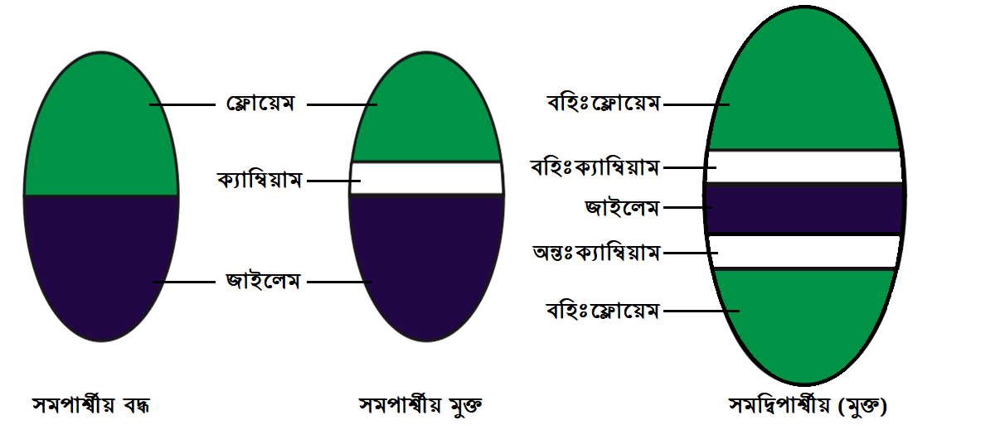 ফ্লোয়েম
ক্যাম্বিয়াম
জাইলেম
বহিঃফ্লোয়েম
বহিঃক্যাম্বিয়াম
জাইলেম
অন্তঃক্যাম্বিয়াম
বহিঃফ্লোয়েম
সমপার্শ্বীয় বদ্ধ
সমপার্শ্বীয় মুক্ত
সমদ্বিপার্শ্বীয় (মুক্ত)